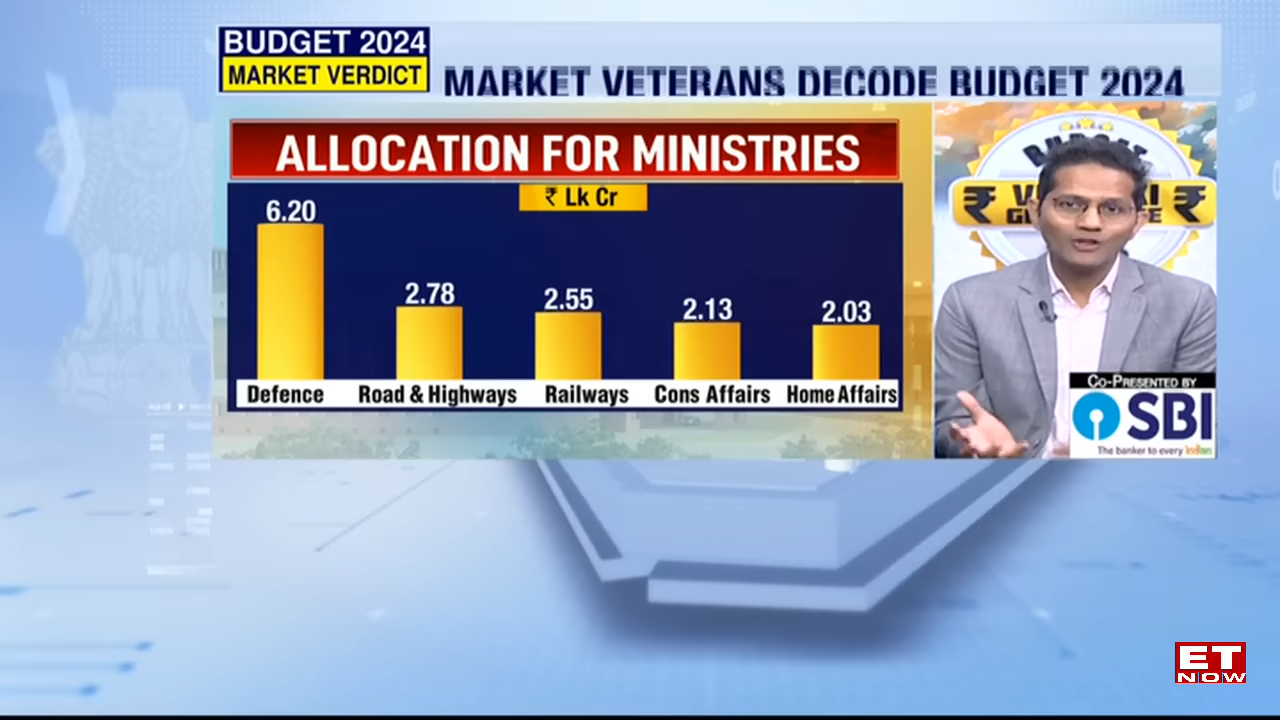 BUDGET 2024
MARKET VERDICT
MARKET VETERANS DECODE BUDGET 2024
ALLOCATION FOR MINISTRIES
₹ Lk Cr
6.20
2.78
2.55
2.13
2.03
Defence
Road & Highways
Railways
Cons Affairs
Home Affairs
₹
₹
CO-PRESENTED BY
SBI
The banker to every Indian
ET
NOW